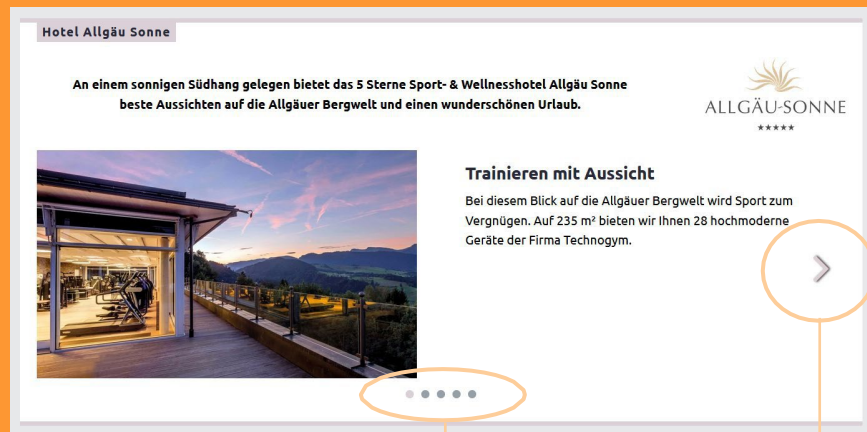 Hotel Allgäu Sonne
An einem sonnigen Südhang gelegen bietet das 5 Sterne Sport- & Wellnesshotel Allgäu Sonne
beste Aussichten auf die Allgäuer Bergwelt und einen wunderschönen Urlaub.
ALLGÄU-SONNE
★★★★★
Trainieren mit Aussicht
Bei diesem Blick auf die Allgäuer Bergwelt wird Sport zum
Vergnügen. Auf 235 m² bieten wir Ihnen 28 hochmoderne
Geräte der Firma Technogym.